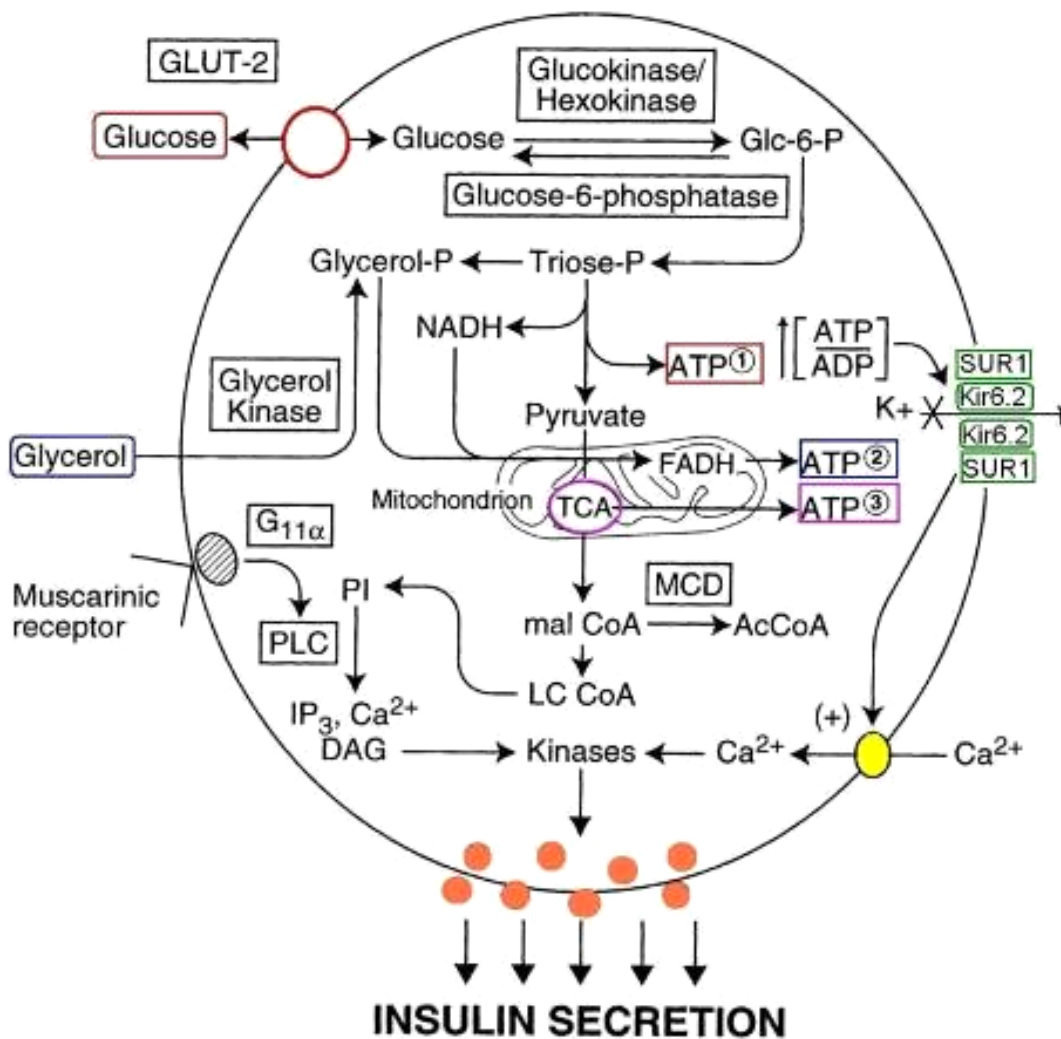 GLUT-2
Glucokinase/
Hexokinase
Glucose
Glucose
Glc-6-P
Glucose-6-phosphatase
Glycerol-P
Triose-P
NADH
ATP①
ATP
ADP
SUR1
Kir6.2
K+
Kir6.2
SUR1
Glycerol
Kinase
Pyruvate
Glycerol
FADH
ATP②
Mitochondrion
TCA
ATP③
G11α
Muscarinic
receptor
PI
PLC
MCD
mal CoA
AcCoA
LC CoA
IP3, Ca2+
DAG
Kinases
Ca2+
(+)
Ca2+
INSULIN SECRETION